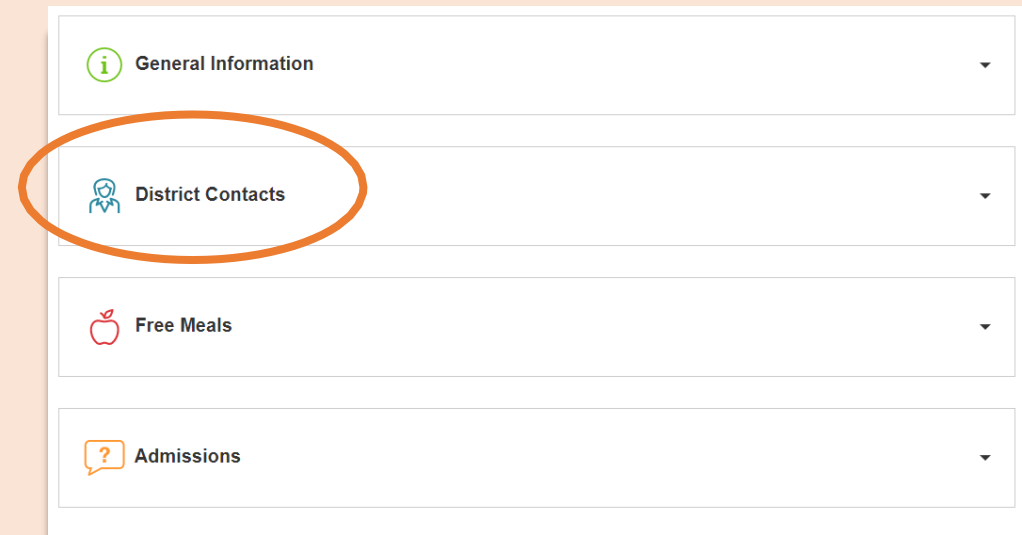 General Information
District Contacts
Free Meals
Admissions